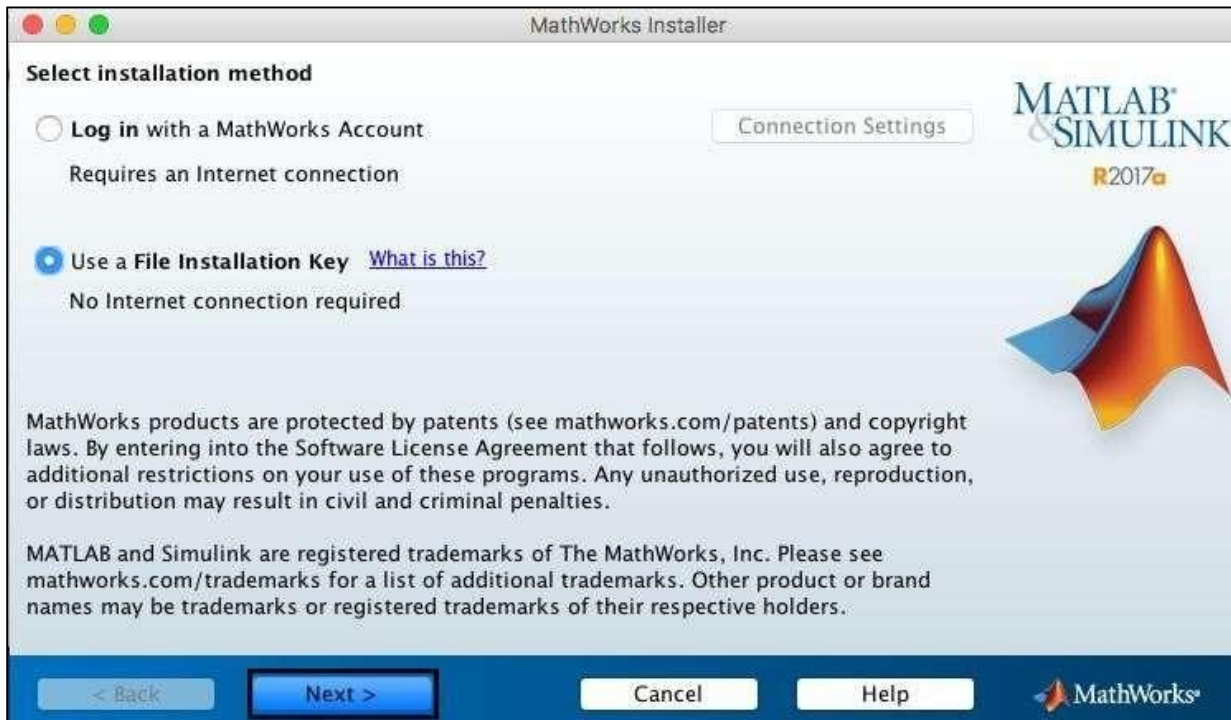 MathWorks Installer
Select installation method
Log in with a MathWorks Account
Connection Settings
Requires an Internet connection
MATLAB®
&SIMULINK
R2017a
Use a File Installation Key What is this?
No Internet connection required
MathWorks products are protected by patents (see mathworks.com/patents) and copyright
laws. By entering into the Software License Agreement that follows, you will also agree to
additional restrictions on your use of these programs. Any unauthorized use, reproduction,
or distribution may result in civil and criminal penalties.
MATLAB and Simulink are registered trademarks of The MathWorks, Inc. Please see
mathworks.com/trademarks for a list of additional trademarks. Other product or brand
names may be trademarks or registered trademarks of their respective holders.
< Back Next > Cancel Help MathWorks®